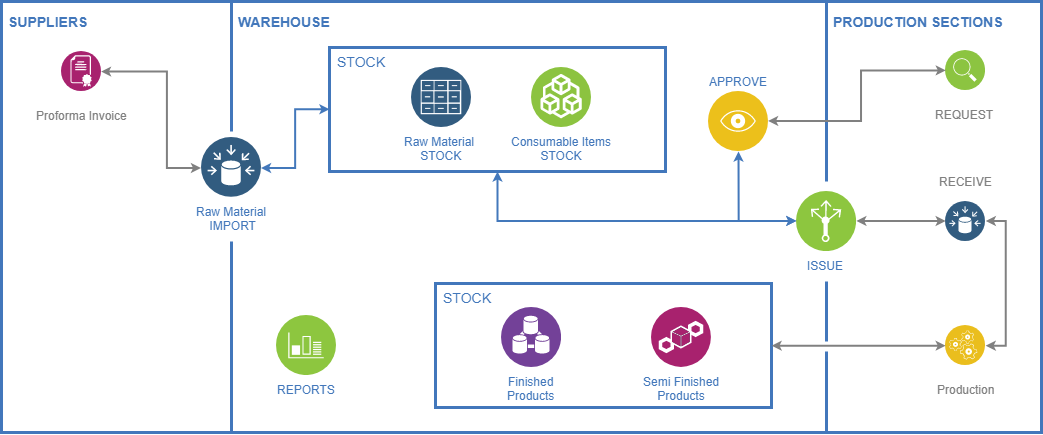 SUPPLIERS
WAREHOUSE
PRODUCTION SECTIONS
Proforma Invoice
Raw Material
IMPORT
STOCK
Raw Material
STOCK
Consumable Items
STOCK
APPROVE
REQUEST
RECEIVE
ISSUE
STOCK
Finished
Products
Semi Finished
Products
REPORTS
Production